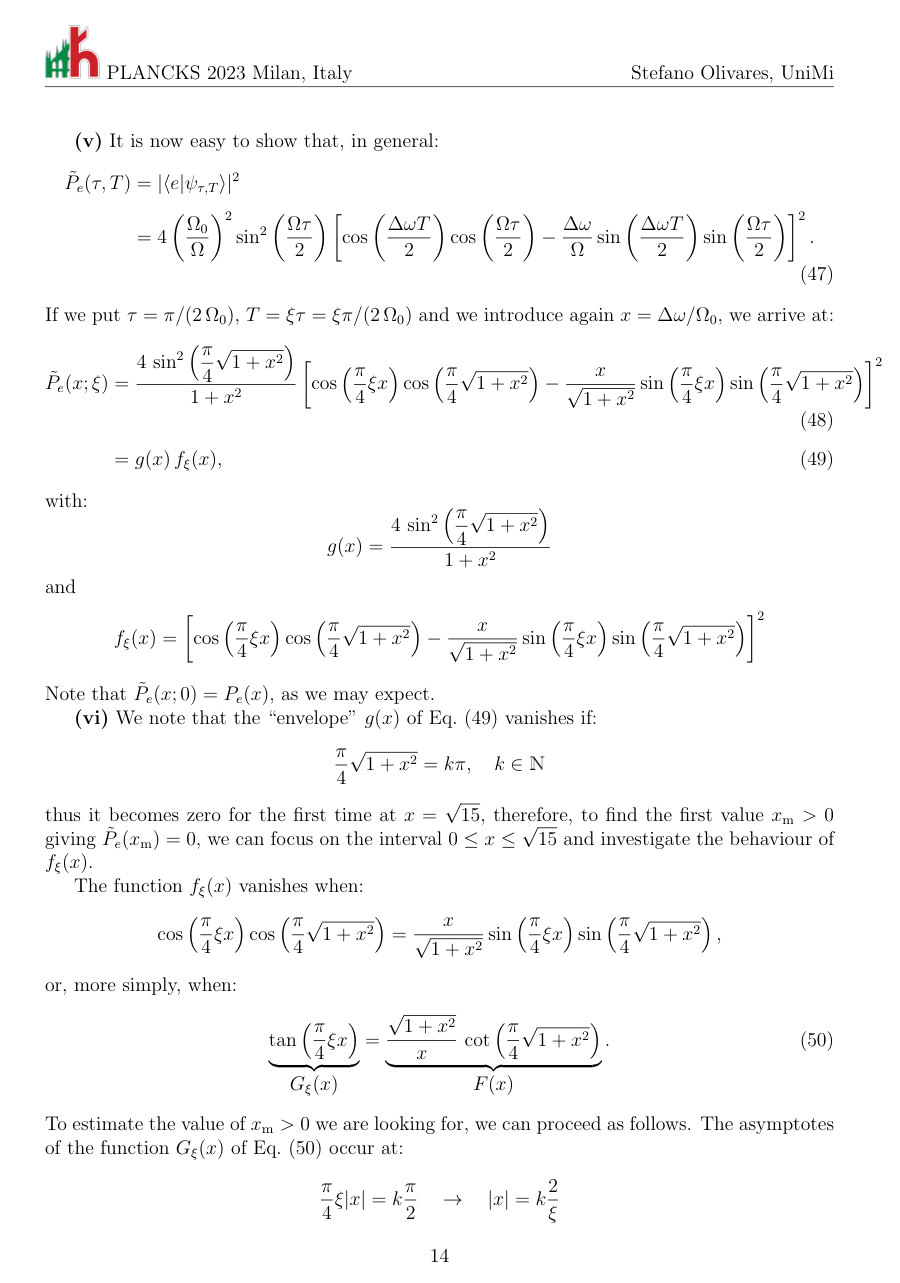 PLANCKS 2023 Milan, Italy Stefano Olivares, UniMi
(v) It is now easy to show that, in general:
P̃ₑ(τ, T) = |⟨e|ψ_{τ,T}⟩|²
= 4 (Ω₀/Ω)² sin² (Ωτ/2) [cos (ΔωT/2) cos (Ωτ/2) − Δω/Ω sin (ΔωT/2) sin (Ωτ/2)]² .
(47)
If we put τ = π/(2 Ω₀), T = ξτ = ξπ/(2 Ω₀) and we introduce again x = Δω/Ω₀, we arrive at:
P̃ₑ(x; ξ) = 4 sin² (π/4 √(1 + x²)) / (1 + x²) [cos (π/4 ξx) cos (π/4 √(1 + x²)) − x/√(1 + x²) sin (π/4 ξx) sin (π/4 √(1 + x²))]²
(48)
= g(x) f_ξ(x), (49)
with:
g(x) = 4 sin² (π/4 √(1 + x²)) / (1 + x²)
and
f_ξ(x) = [cos (π/4 ξx) cos (π/4 √(1 + x²)) − x/√(1 + x²) sin (π/4 ξx) sin (π/4 √(1 + x²))]²
Note that P̃ₑ(x; 0) = Pₑ(x), as we may expect.
(vi) We note that the “envelope” g(x) of Eq. (49) vanishes if:
π/4 √(1 + x²) = kπ, k ∈ ℕ
thus it becomes zero for the first time at x = √15, therefore, to find the first value x_m > 0
giving P̃ₑ(x_m) = 0, we can focus on the interval 0 ≤ x ≤ √15 and investigate the behaviour of
f_ξ(x).
The function f_ξ(x) vanishes when:
cos (π/4 ξx) cos (π/4 √(1 + x²)) = x/√(1 + x²) sin (π/4 ξx) sin (π/4 √(1 + x²)) ,
or, more simply, when:
tan (π/4 ξx) = √(1 + x²)/x cot (π/4 √(1 + x²)) . (50)
G_ξ(x) F(x)
To estimate the value of x_m > 0 we are looking for, we can proceed as follows. The asymptotes
of the function G_ξ(x) of Eq. (50) occur at:
π/4 ξ|x| = k π/2 → |x| = k 2/ξ
14